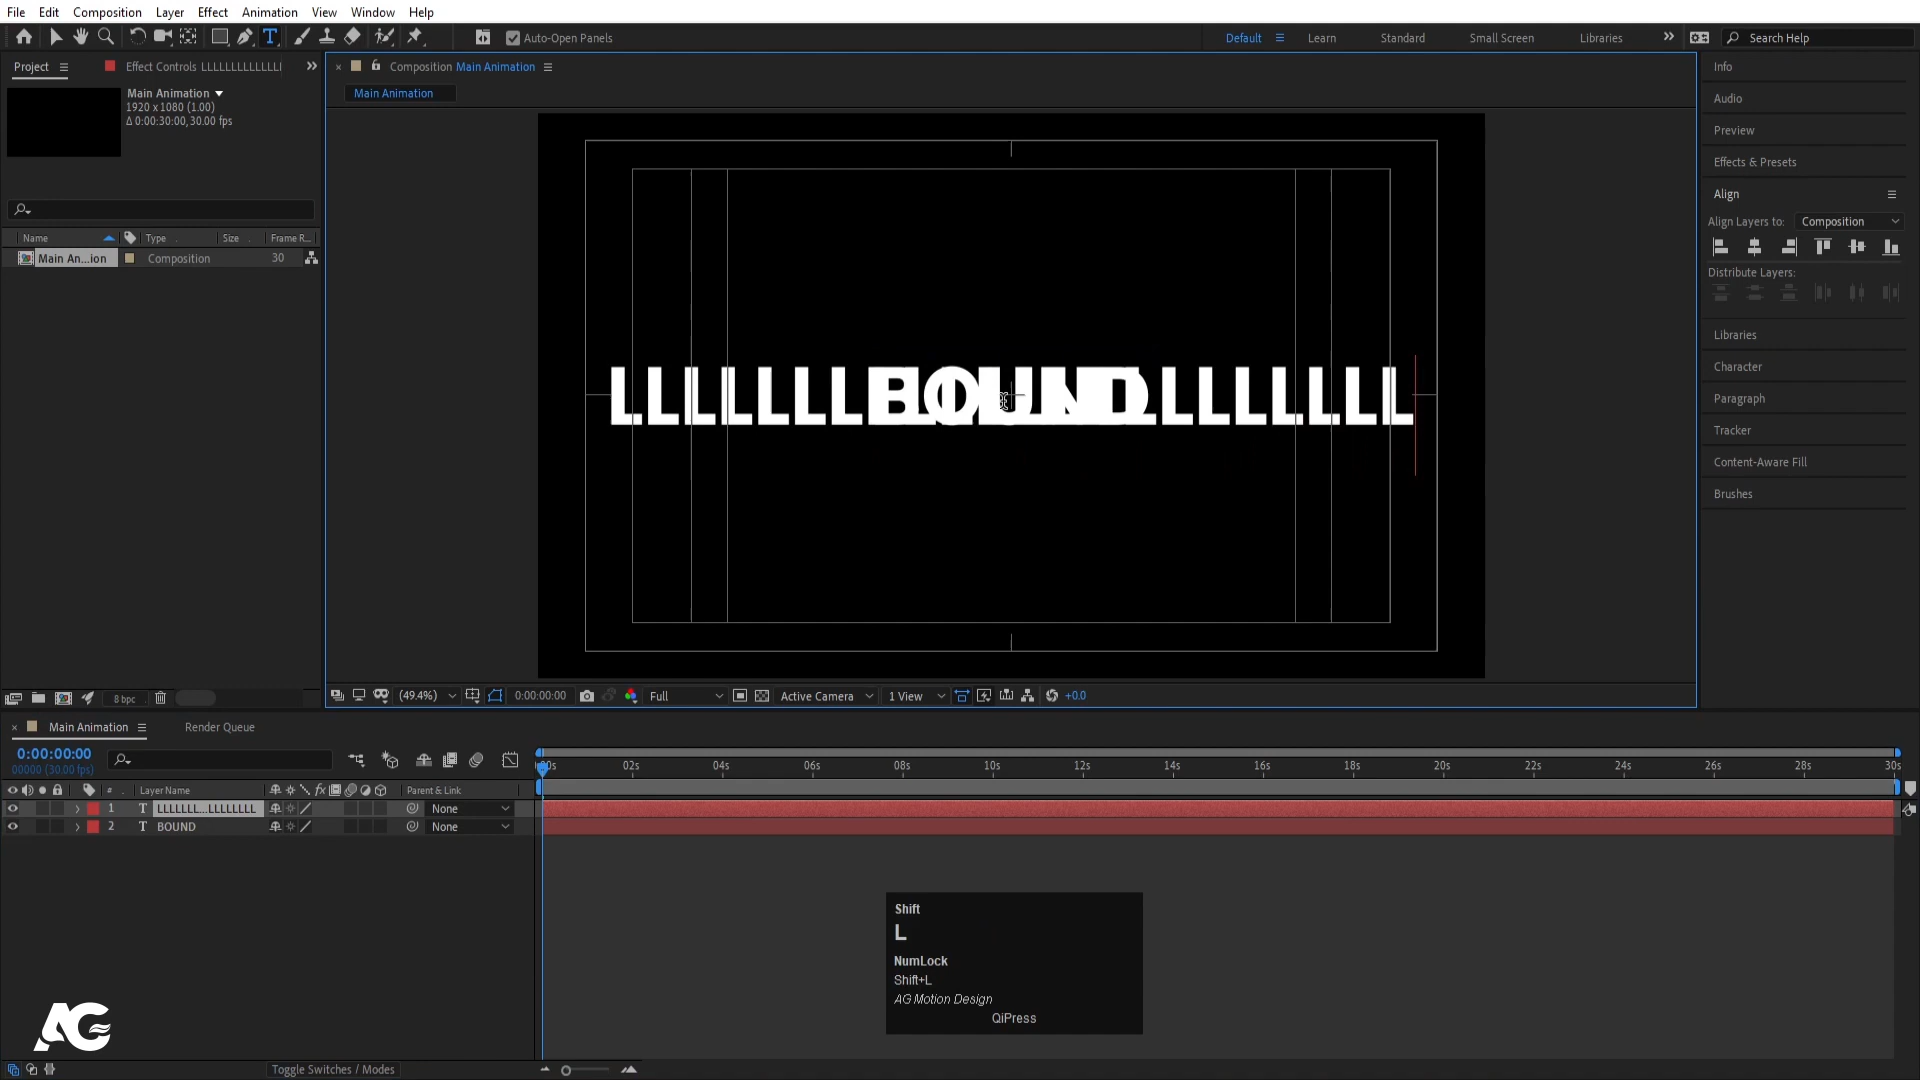 File Edit Composition Layer Effect Animation View Window Help
Auto-Open Panels
Default
Learn
Standard
Small Screen
Libraries
Search Help
Project
Effect Controls LLLLLLLLLLLLL
Composition Main Animation
Main Animation
Main Animation
1920 x 1080 (1.00)
Δ 0:00:30:00, 30.00 fps
Name Type Size Frame R...
Main An...ion Composition 30
BOUND
8 bpc
(49.4%)
0:00:00:00
Full
Active Camera
1 View
+0.0
Info
Audio
Preview
Effects & Presets
Align
Align Layers to: Composition
Distribute Layers:
Libraries
Character
Paragraph
Tracker
Content-Aware Fill
Brushes
Main Animation
Render Queue
0:00:00:00
00000 (30.00 fps)
02s 04s 06s 08s 10s 12s 14s 16s 18s 20s 22s 24s 26s 28s 30s
# Layer Name fx Parent & Link
1 T LLLLLLL...LLLLLLLL None
2 T BOUND None
Shift
L
NumLock
Shift+L
AG Motion Design
QiPress
AG
Toggle Switches / Modes